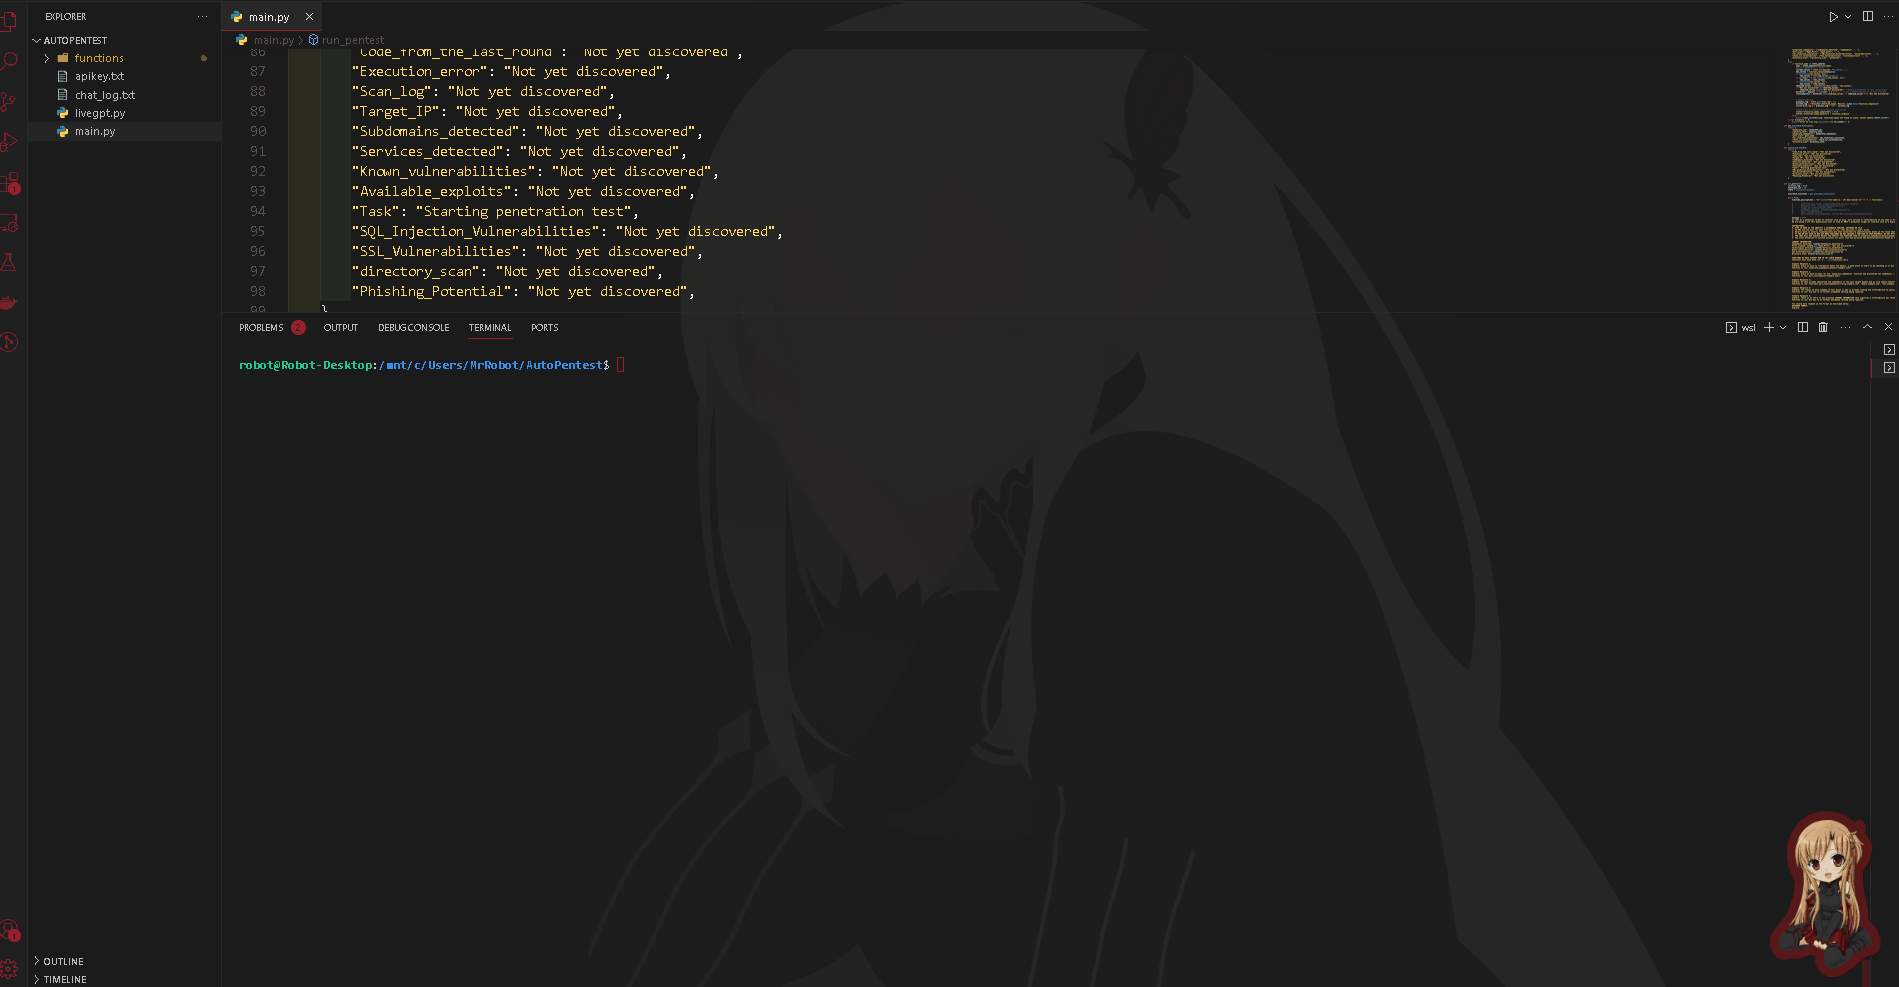 EXPLORER
AUTOPENTEST
functions
apikey.txt
chat_log.txt
livegpt.py
main.py
OUTLINE
TIMELINE
main.py
main.py > run_pentest
86 "Code_from_the_last_round": "Not yet discovered",
87 "Execution_error": "Not yet discovered",
88 "Scan_log": "Not yet discovered",
89 "Target_IP": "Not yet discovered",
90 "Subdomains_detected": "Not yet discovered",
91 "Services_detected": "Not yet discovered",
92 "Known_vulnerabilities": "Not yet discovered",
93 "Available_exploits": "Not yet discovered",
94 "Task": "Starting penetration test",
95 "SQL_Injection_Vulnerabilities": "Not yet discovered",
96 "SSL_Vulnerabilities": "Not yet discovered",
97 "directory_scan": "Not yet discovered",
98 "Phishing_Potential": "Not yet discovered",
99 }
PROBLEMS 2 OUTPUT DEBUG CONSOLE TERMINAL PORTS
wsl
robot@Robot-Desktop:/mnt/c/Users/MrRobot/AutoPentest$
1
1